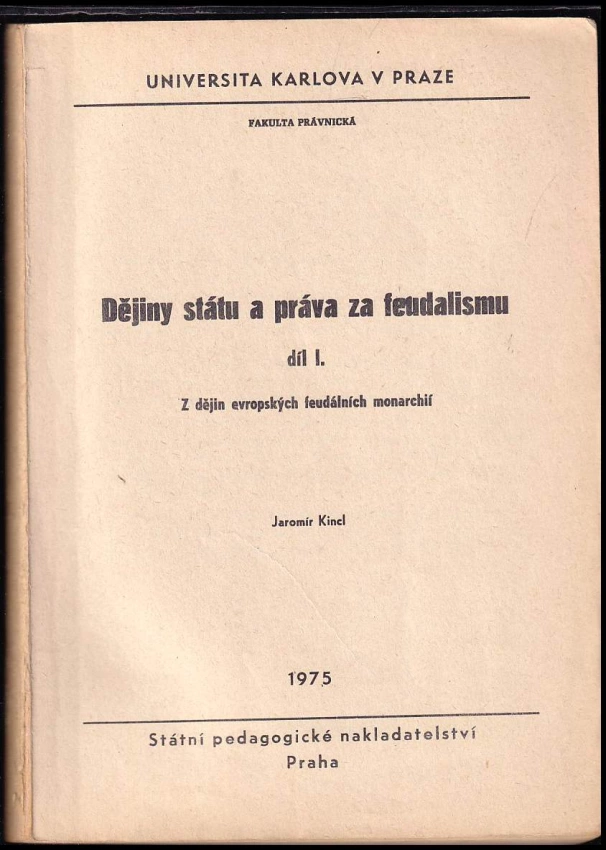 UNIVERSITA KARLOVA V PRAZE
FAKULTA PRÁVNICKÁ
Dějiny státu a práva za feudalismu
díl I.
Z dějin evropských feudálních monarchií
Jaromír Kincl
1975
Státní pedagogické nakladatelství
Praha